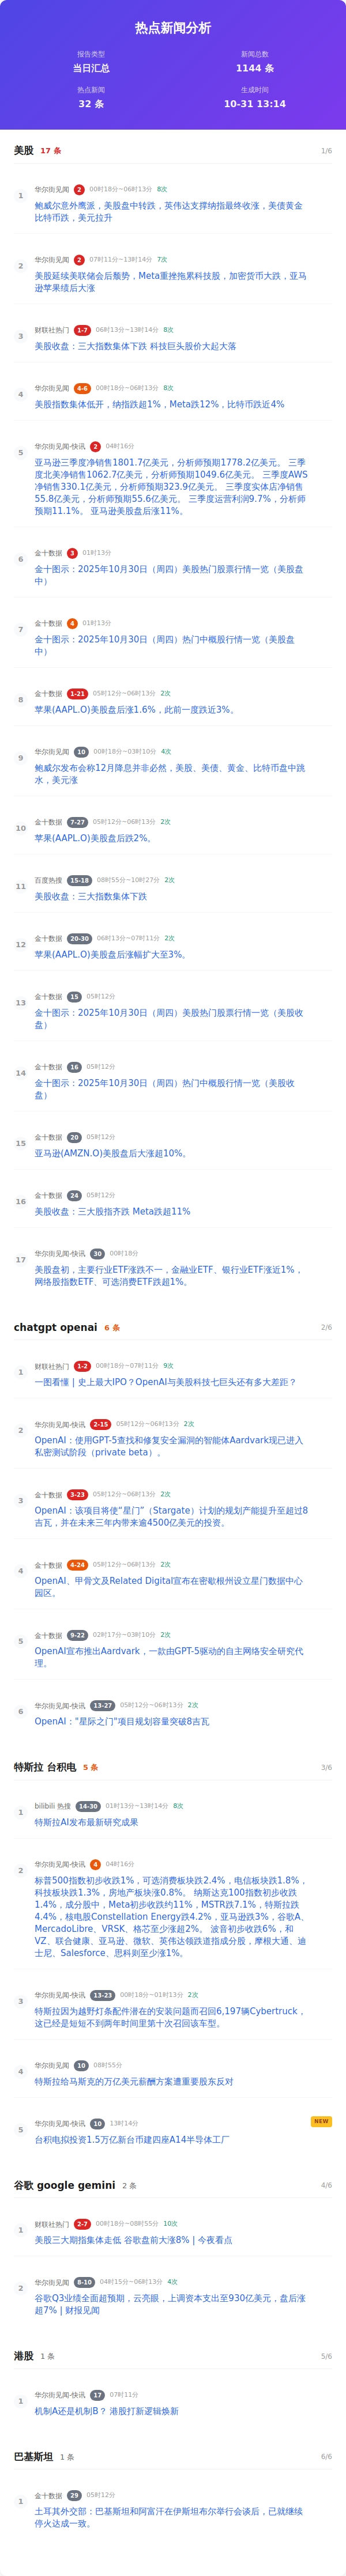 热点新闻分析
报告类型
新闻总数
当日汇总
1144 条
热点新闻
生成时间
32 条
10-31 13:14
美股 17 条 1/6
1 华尔街见闻 2 00时18分~06时13分 8次
鲍威尔意外鹰派，美股盘中转跌，英伟达支撑纳指最终收涨，美债黄金
比特币跌，美元拉升
2 华尔街见闻 2 07时11分~13时14分 7次
美股延续美联储会后颓势，Meta重挫拖累科技股，加密货币大跌，亚马
逊苹果绩后大涨
3 财联社热门 1-7 06时13分~13时14分 8次
美股收盘：三大指数集体下跌 科技巨头股价大起大落
4 华尔街见闻 4-6 00时18分~06时13分 8次
美股指数集体低开，纳指跌超1%，Meta跌12%，比特币跌近4%
5 华尔街见闻-快讯 2 04时16分
亚马逊三季度净销售1801.7亿美元，分析师预期1778.2亿美元。 三季
度北美净销售1062.7亿美元，分析师预期1049.6亿美元。 三季度AWS
净销售330.1亿美元，分析师预期323.9亿美元。 三季度实体店净销售
55.8亿美元，分析师预期55.6亿美元。 三季度运营利润9.7%，分析师
预期11.1%。 亚马逊美股盘后涨11%。
6 金十数据 3 01时13分
金十图示：2025年10月30日（周四）美股热门股票行情一览（美股盘
中）
7 金十数据 4 01时13分
金十图示：2025年10月30日（周四）热门中概股行情一览（美股盘
中）
8 金十数据 1-21 05时12分~06时13分 2次
苹果(AAPL.O)美股盘后涨1.6%，此前一度跌近3%。
9 华尔街见闻 10 00时18分~03时10分 4次
鲍威尔发布会称12月降息并非必然，美股、美债、黄金、比特币盘中跳
水，美元涨
10 金十数据 7-27 05时12分~06时13分 2次
苹果(AAPL.O)美股盘后跌2%。
11 百度热搜 15-18 08时55分~10时27分 2次
美股收盘：三大指数集体下跌
12 金十数据 20-30 06时13分~07时11分 2次
苹果(AAPL.O)美股盘后涨幅扩大至3%。
13 金十数据 15 05时12分
金十图示：2025年10月30日（周四）美股热门股票行情一览（美股收
盘）
14 金十数据 16 05时12分
金十图示：2025年10月30日（周四）热门中概股行情一览（美股收
盘）
15 金十数据 20 05时12分
亚马逊(AMZN.O)美股盘后大涨超10%。
16 金十数据 24 05时12分
美股收盘：三大股指齐跌 Meta跌超11%
17 华尔街见闻-快讯 30 00时18分
美股盘初，主要行业ETF涨跌不一，金融业ETF、银行业ETF涨近1%，
网络股指数ETF、可选消费ETF跌超1%。
chatgpt openai 6 条 2/6
1 财联社热门 1-2 00时18分~07时11分 9次
一图看懂 | 史上最大IPO？OpenAI与美股科技七巨头还有多大差距？
2 华尔街见闻-快讯 2-15 05时12分~06时13分 2次
OpenAI：使用GPT-5查找和修复安全漏洞的智能体Aardvark现已进入
私密测试阶段（private beta）。
3 金十数据 3-23 05时12分~06时13分 2次
OpenAI：该项目将使“星门”（Stargate）计划的规划产能提升至超过8
吉瓦，并在未来三年内带来逾4500亿美元的投资。
4 金十数据 4-24 05时12分~06时13分 2次
OpenAI、甲骨文及Related Digital宣布在密歇根州设立星门数据中心
园区。
5 金十数据 9-22 02时17分~03时10分 2次
OpenAI宣布推出Aardvark，一款由GPT-5驱动的自主网络安全研究代
理。
6 华尔街见闻-快讯 13-27 05时12分~06时13分 2次
OpenAI："星际之门"项目规划容量突破8吉瓦
特斯拉 台积电 5 条 3/6
1 bilibili 热搜 14-30 01时13分~13时14分 8次
特斯拉AI发布最新研究成果
2 华尔街见闻-快讯 4 04时16分
标普500指数初步收跌1%，可选消费板块跌2.4%，电信板块跌1.8%，
科技板块跌1.3%，房地产板块涨0.8%。 纳斯达克100指数初步收跌
1.4%，成分股中，Meta初步收跌约11%，MSTR跌7.1%，特斯拉跌
4.4%，核电股Constellation Energy跌4.2%，亚马逊跌3%，谷歌A、
MercadoLibre、VRSK、格芯至少涨超2%。 波音初步收跌6%，和
VZ、联合健康、亚马逊、微软、英伟达领跌道指成分股，摩根大通、迪
士尼、Salesforce、思科则至少涨1%。
3 华尔街见闻-快讯 13-23 00时18分~01时13分 2次
特斯拉因为越野灯条配件潜在的安装问题而召回6,197辆Cybertruck，
这已经是短短不到两年时间里第十次召回该车型。
4 华尔街见闻 10 08时55分
特斯拉给马斯克的万亿美元薪酬方案遭重要股东反对
5 华尔街见闻-快讯 10 13时14分 NEW
台积电拟投资1.5万亿新台币建四座A14半导体工厂
谷歌 google gemini 2 条 4/6
1 财联社热门 2-7 00时18分~08时55分 10次
美股三大期指集体走低 谷歌盘前大涨8% | 今夜看点
2 华尔街见闻 8-10 04时15分~06时13分 4次
谷歌Q3业绩全面超预期，云亮眼，上调资本支出至930亿美元，盘后涨
超7% | 财报见闻
港股 1 条 5/6
1 华尔街见闻-快讯 17 07时11分
机制A还是机制B？ 港股打新逻辑焕新
巴基斯坦 1 条 6/6
1 金十数据 29 05时12分
土耳其外交部：巴基斯坦和阿富汗在伊斯坦布尔举行会谈后，已就继续
停火达成一致。